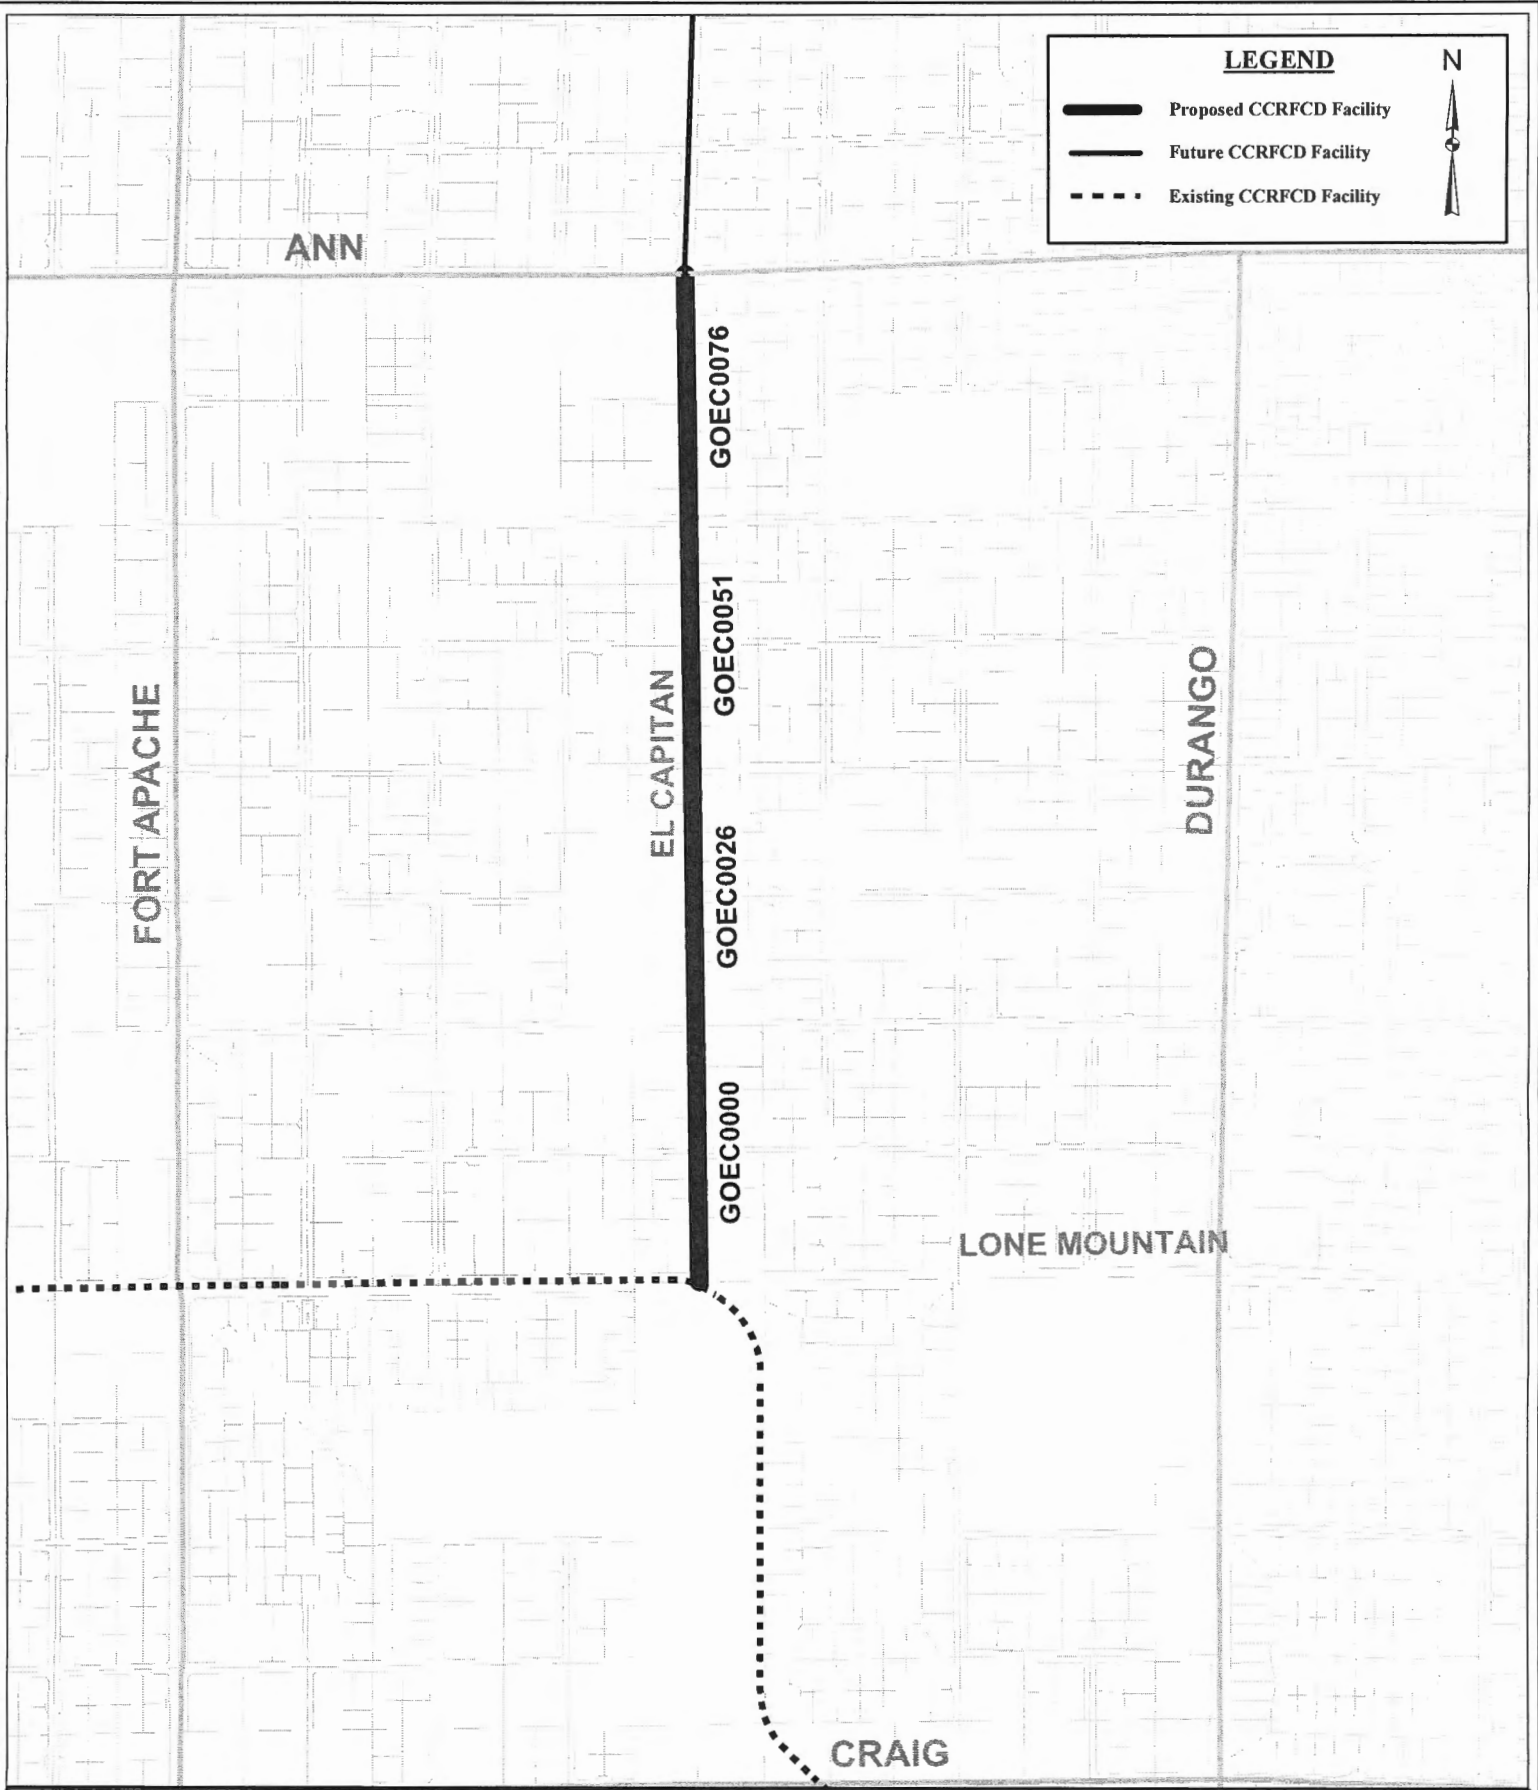 LEGEND
N
Proposed CCRFCD Facility
Future CCRFCD Facility
Existing CCRFCD Facility
ANN
GOEC0076
GOEC0051
EL CAPITAN
DURANGO
FORT APACHE
GOEC0026
GOEC0000
LONE MOUNTAIN
CRAIG